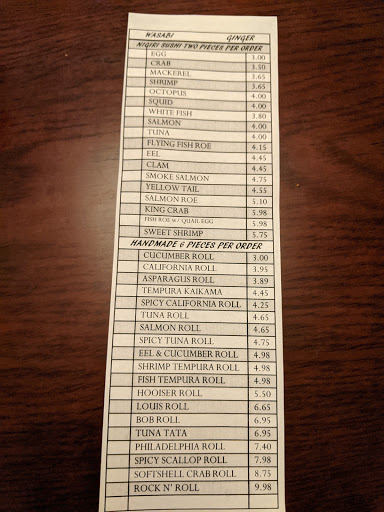 WASABI GINGER
NIGIRI SUSHI TWO PIECES PER ORDER
EGG 3.00
CRAB 3.50
MACKEREL 3.65
SHRIMP 3.65
OCTOPUS 4.00
SQUID 4.00
WHITE FISH 3.80
SALMON 4.00
TUNA 4.00
FLYING FISH ROE 4.15
EEL 4.45
CLAM 4.45
SMOKE SALMON 4.75
YELLOW TAIL 4.55
SALMON ROE 5.10
KING CRAB 5.98
FISH ROE w/ QUAIL EGG 5.98
SWEET SHRIMP 5.75
HANDMADE 6 PIECES PER ORDER
CUCUMBER ROLL 3.00
CALIFORNIA ROLL 3.95
ASPARAGUS ROLL 3.89
TEMPURA KAIKAMA 4.45
SPICY CALIFORNIA ROLL 4.25
TUNA ROLL 4.65
SALMON ROLL 4.65
SPICY TUNA ROLL 4.75
EEL & CUCUMBER ROLL 4.98
SHRIMP TEMPURA ROLL 4.98
FISH TEMPURA ROLL 4.98
HOOISER ROLL 5.50
LOUIS ROLL 6.65
BOB ROLL 6.95
TUNA TATA 6.95
PHILADELPHIA ROLL 7.40
SPICY SCALLOP ROLL 7.98
SOFTSHELL CRAB ROLL 8.75
ROCK N' ROLL 9.98